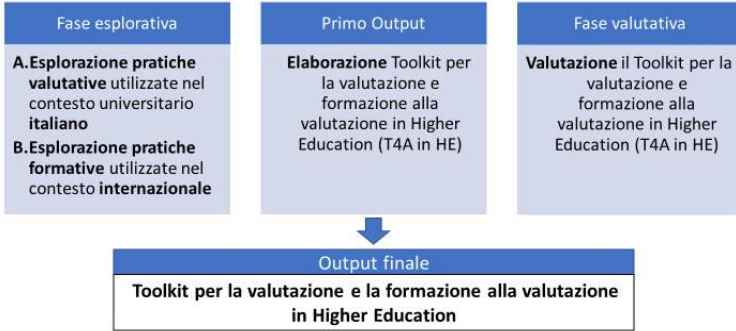 Fase esplorativa
A.Esplorazione pratiche
valutative utilizzate nel
contesto universitario
italiano
B.Esplorazione pratiche
formative utilizzate nel
contesto internazionale
Primo Output
Elaborazione Toolkit per
la valutazione e
formazione alla
valutazione in Higher
Education (T4A in HE)
Fase valutativa
Valutazione il Toolkit per la
valutazione e
formazione alla
valutazione in Higher
Education (T4A in HE)
Output finale
Toolkit per la valutazione e la formazione alla valutazione
in Higher Education